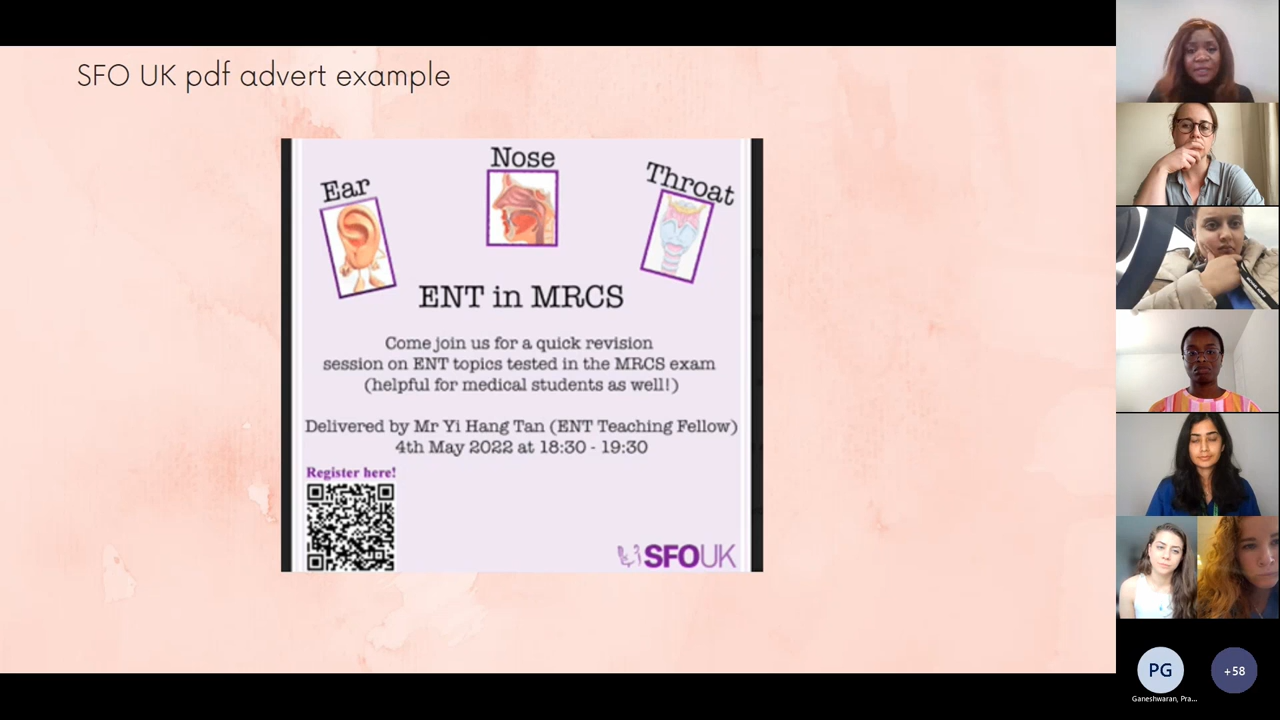 SFO UK pdf advert example
Ear
Nose
Throat
ENT in MRCS
Come join us for a quick revision
session on ENT topics tested in the MRCS exam
(helpful for medical students as well!)
Delivered by Mr Yi Hang Tan (ENT Teaching Fellow)
4th May 2022 at 18:30 - 19:30
Register here!
SFOUK
PG
+58
Ganeshwaran, Pra...